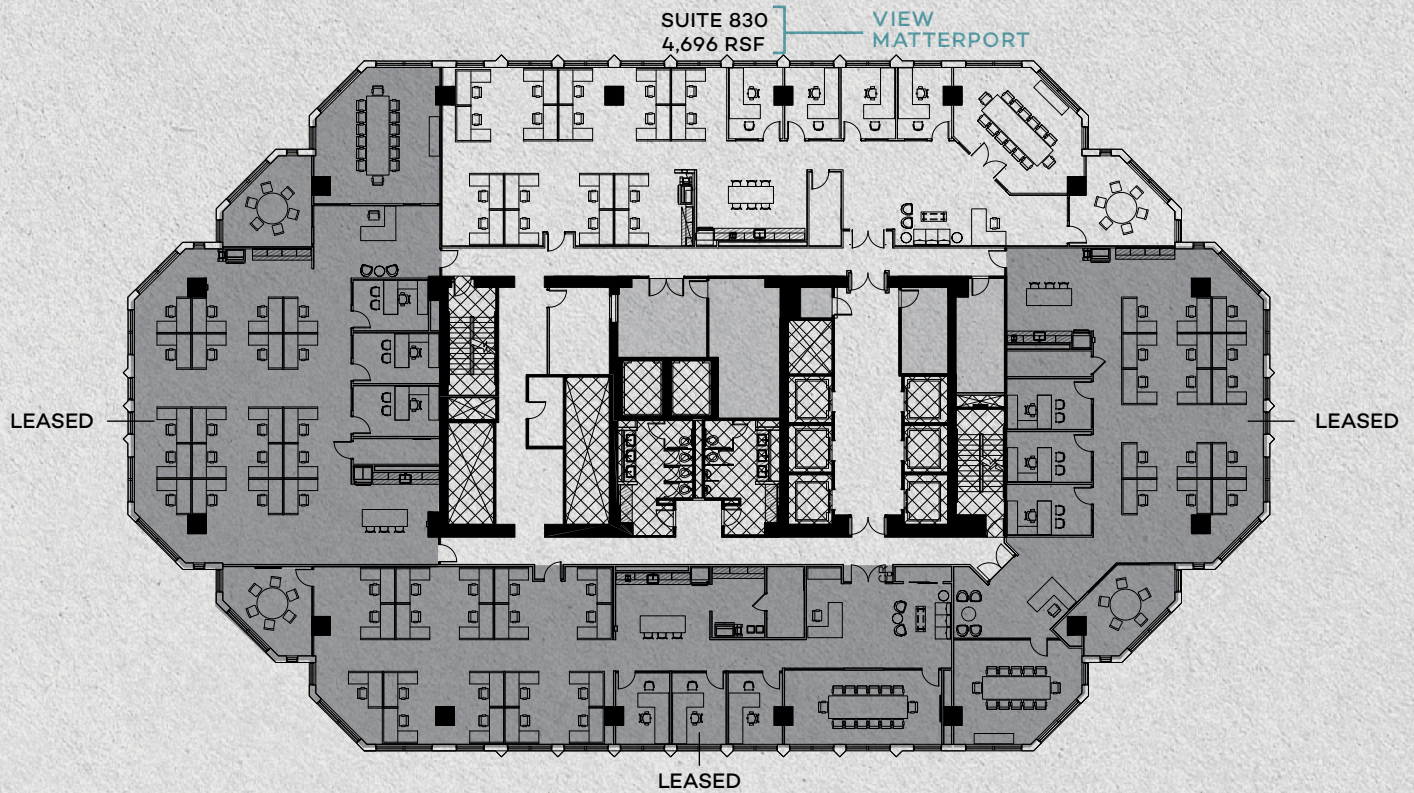 SUITE 830
4,696 RSF
VIEW
MATTERPORT
LEASED
LEASED
LEASED